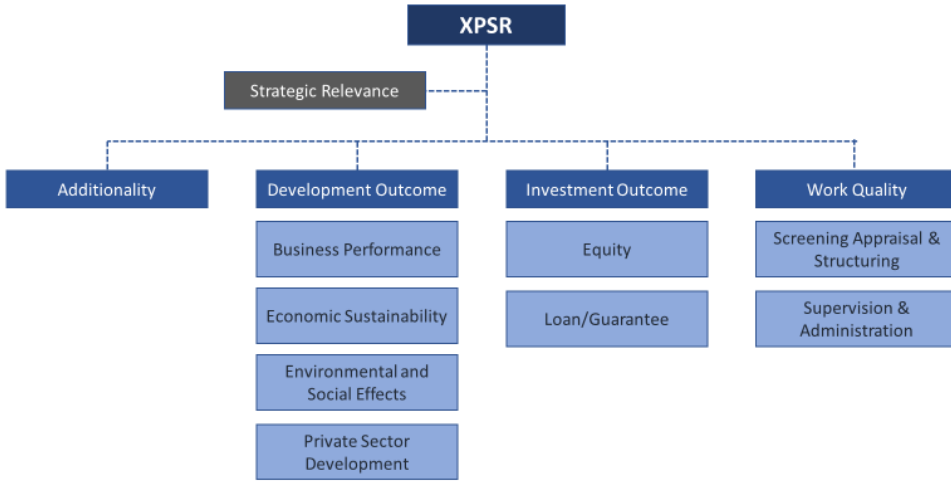 XPSR
Strategic Relevance
Additionality
Development Outcome
Investment Outcome
Work Quality
Business Performance
Equity
Screening Appraisal &
Structuring
Economic Sustainability
Loan/Guarantee
Supervision &
Administration
Environmental and
Social Effects
Private Sector
Development